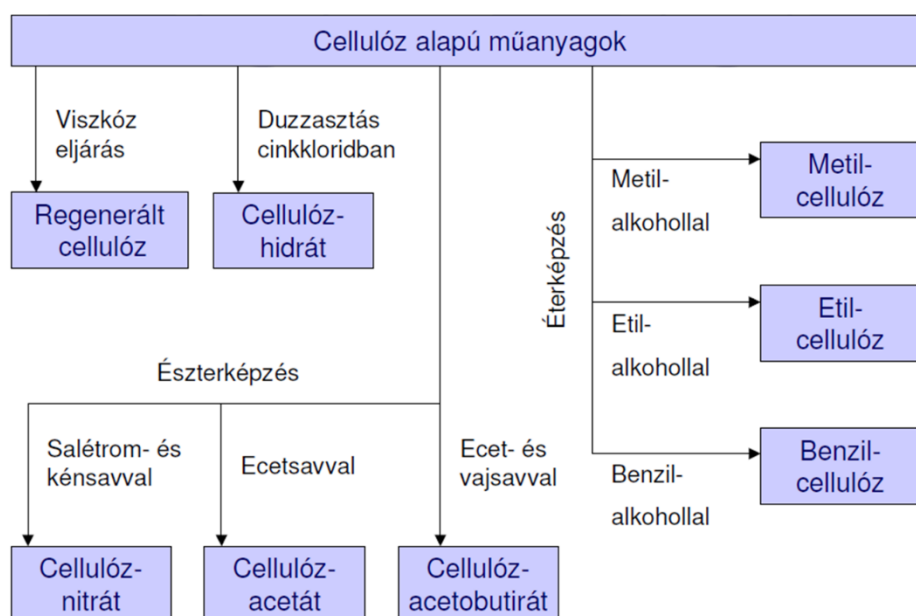 Cellulóz alapú műanyagok
Viszkóz
eljárás
Duzzasztás
cinkkloridban
Regenerált
cellulóz
Cellulóz-
hidrát
Éterképzés
Metil-
alkohollal
Metil-
cellulóz
Etil-
alkohollal
Etil-
cellulóz
Benzil-
alkohollal
Benzil-
cellulóz
Észterképzés
Salétrom- és
kénsavval
Ecetsavval
Ecet- és
vajsavval
Cellulóz-
nitrát
Cellulóz-
acetát
Cellulóz-
acetobutirát